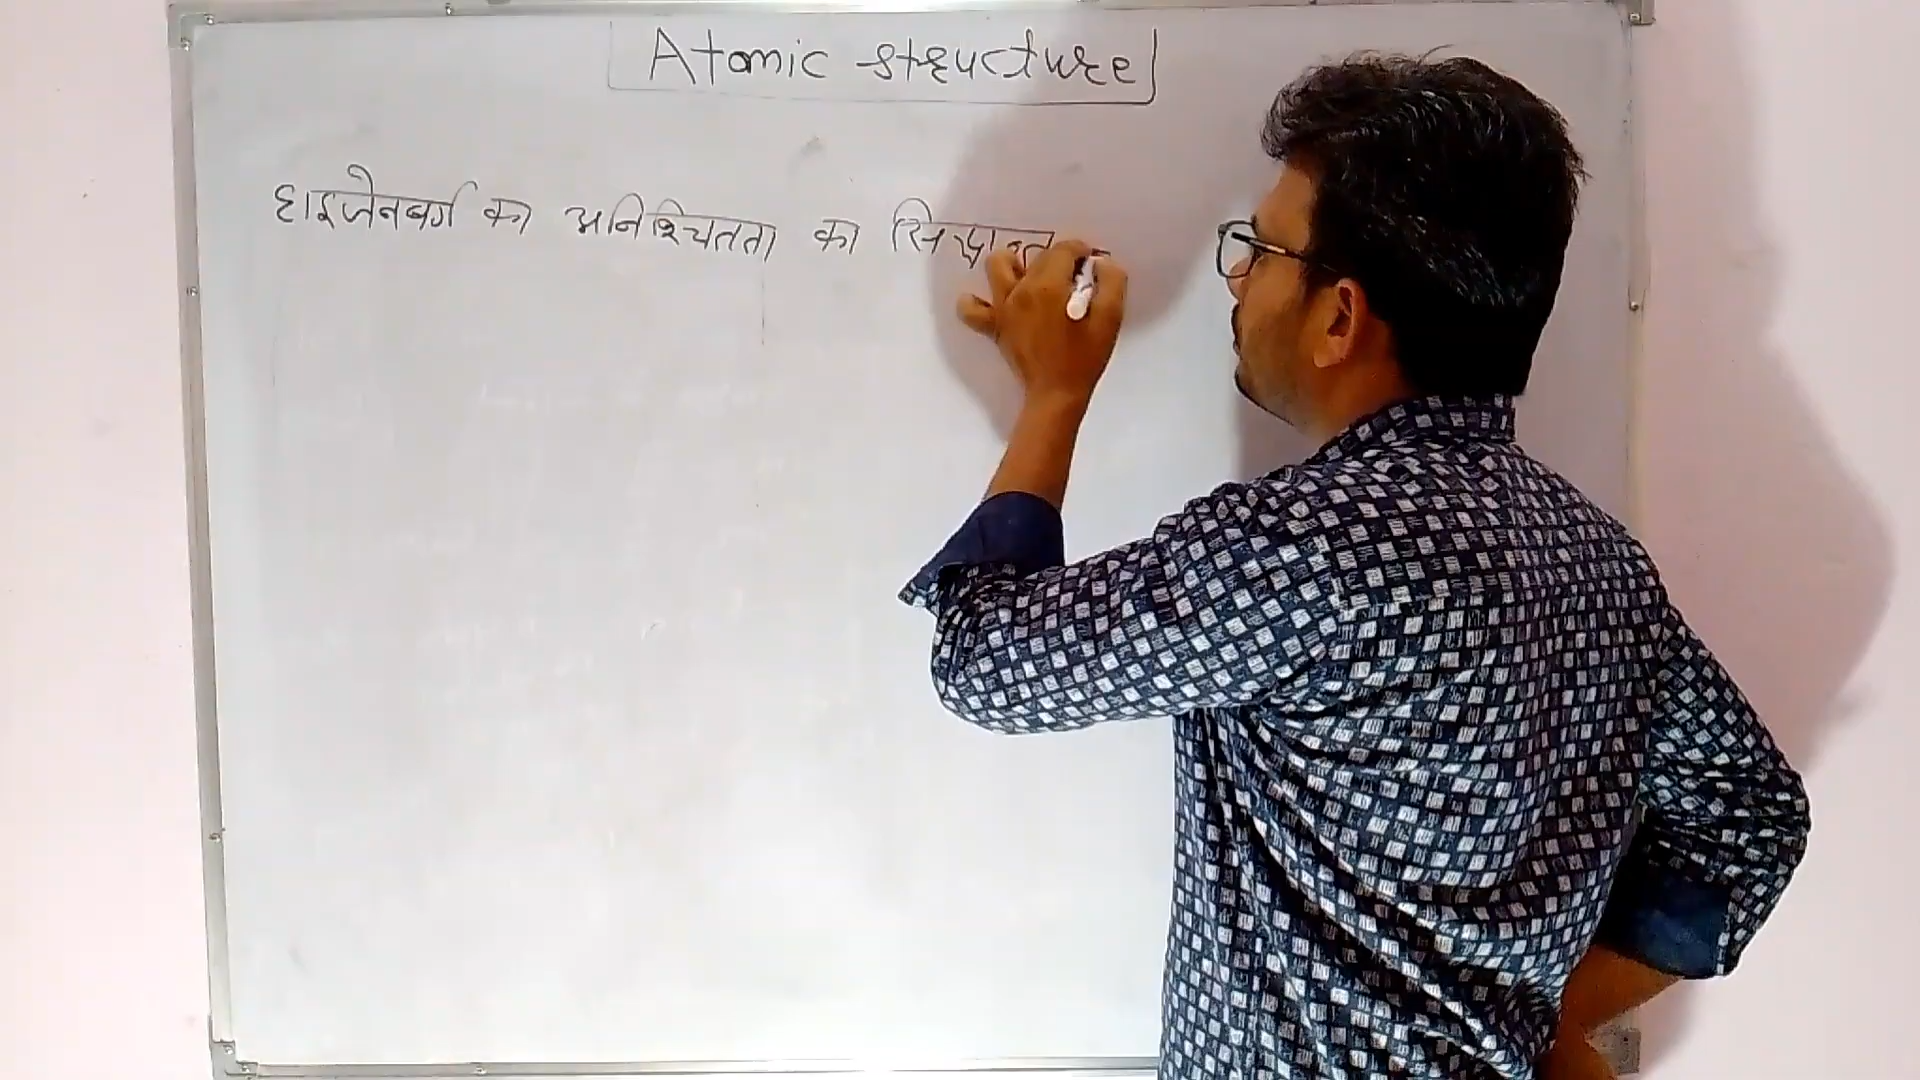 Atomic structure
हाइजेनबर्ग का अनिश्चितता का सिद्धान्त